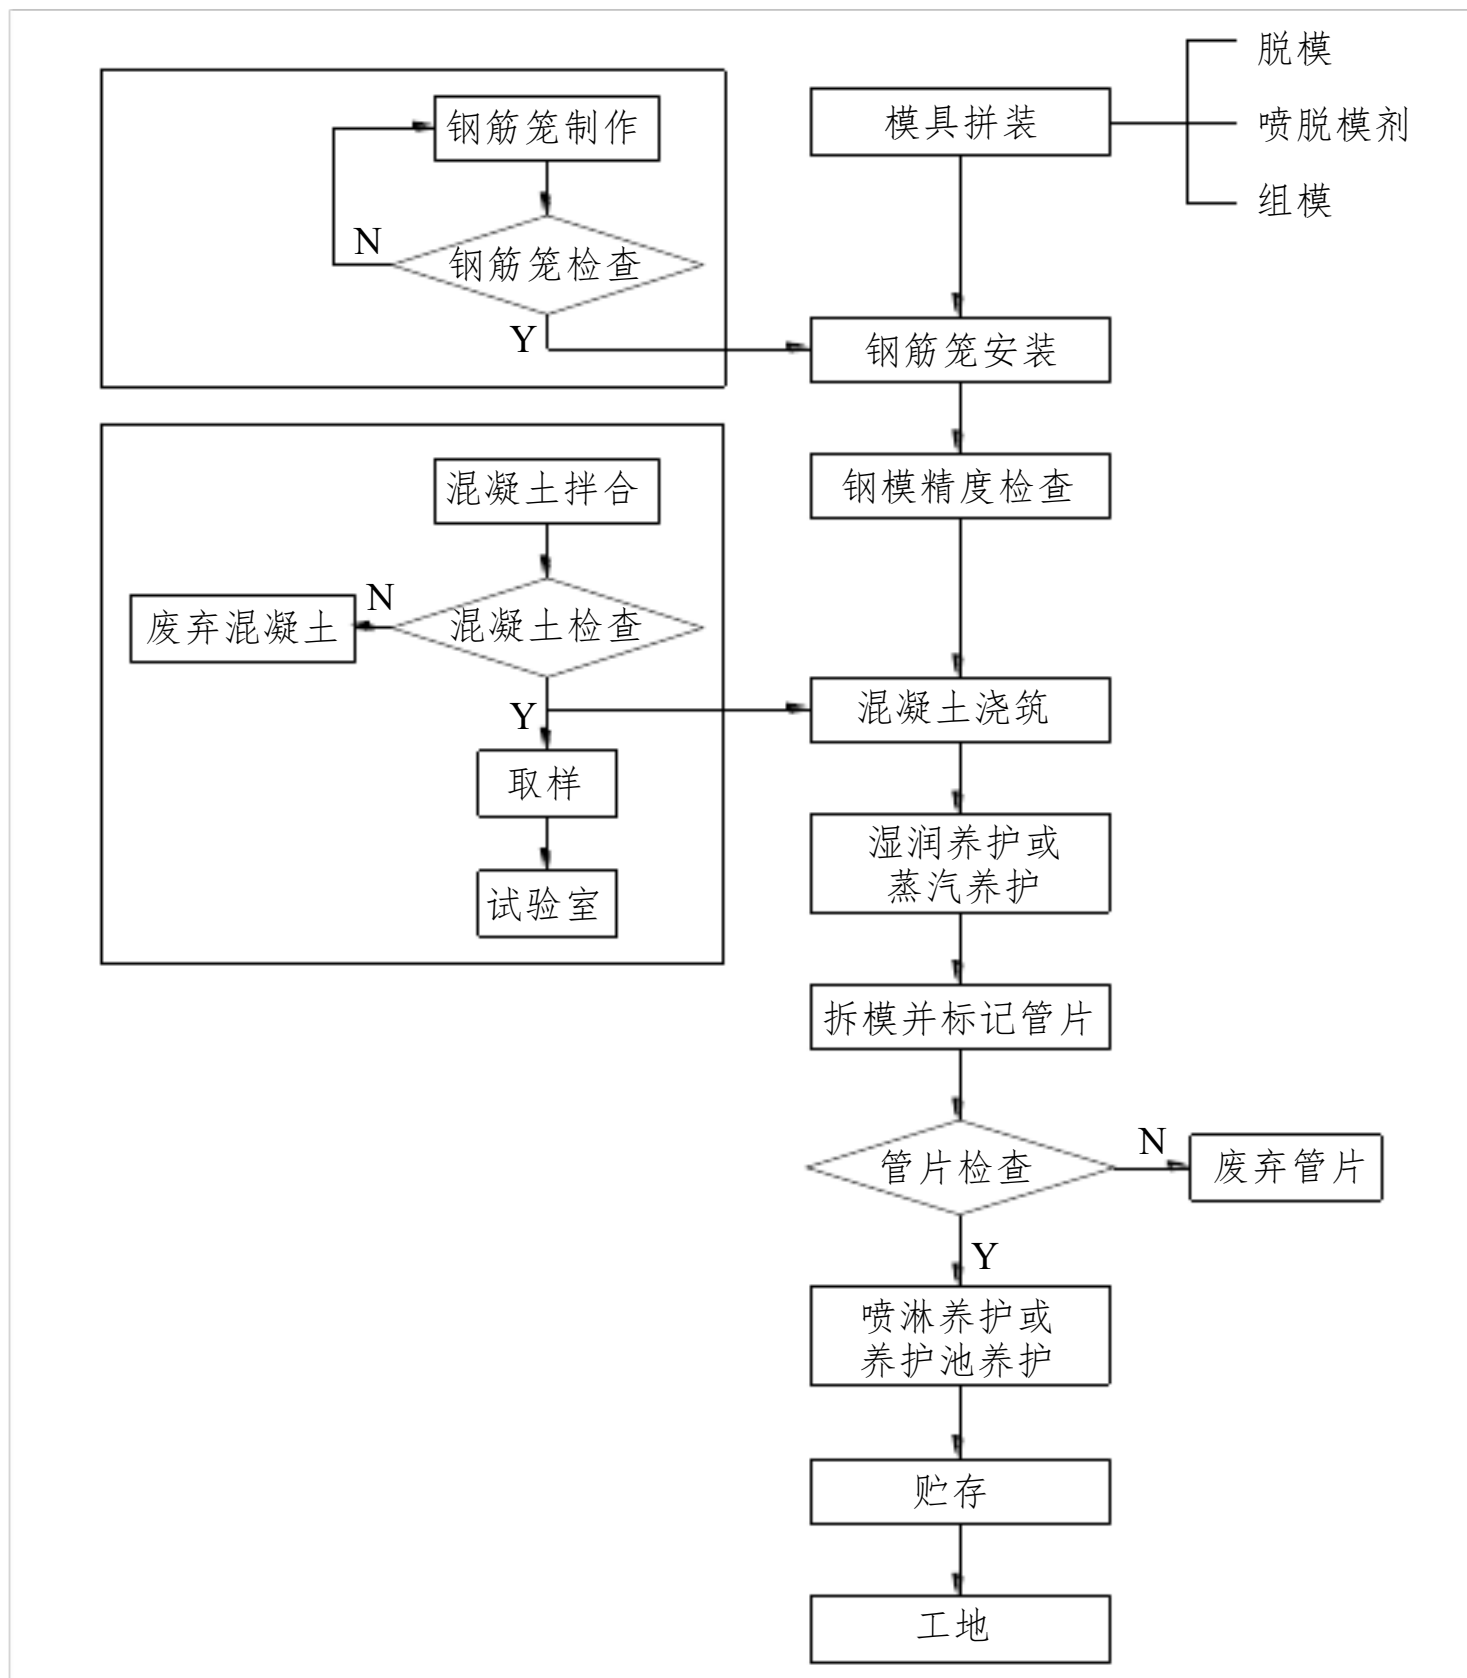 脱模
钢筋笼制作
模具拼装
喷脱模剂
组模
N
钢筋笼检查
Y
钢筋笼安装
混凝土拌合
钢模精度检查
N
废弃混凝土
混凝土检查
Y
混凝土浇筑
取样
湿润养护或
蒸汽养护
试验室
拆模并标记管片
管片检查
N
废弃管片
Y
喷淋养护或
养护池养护
贮存
工地